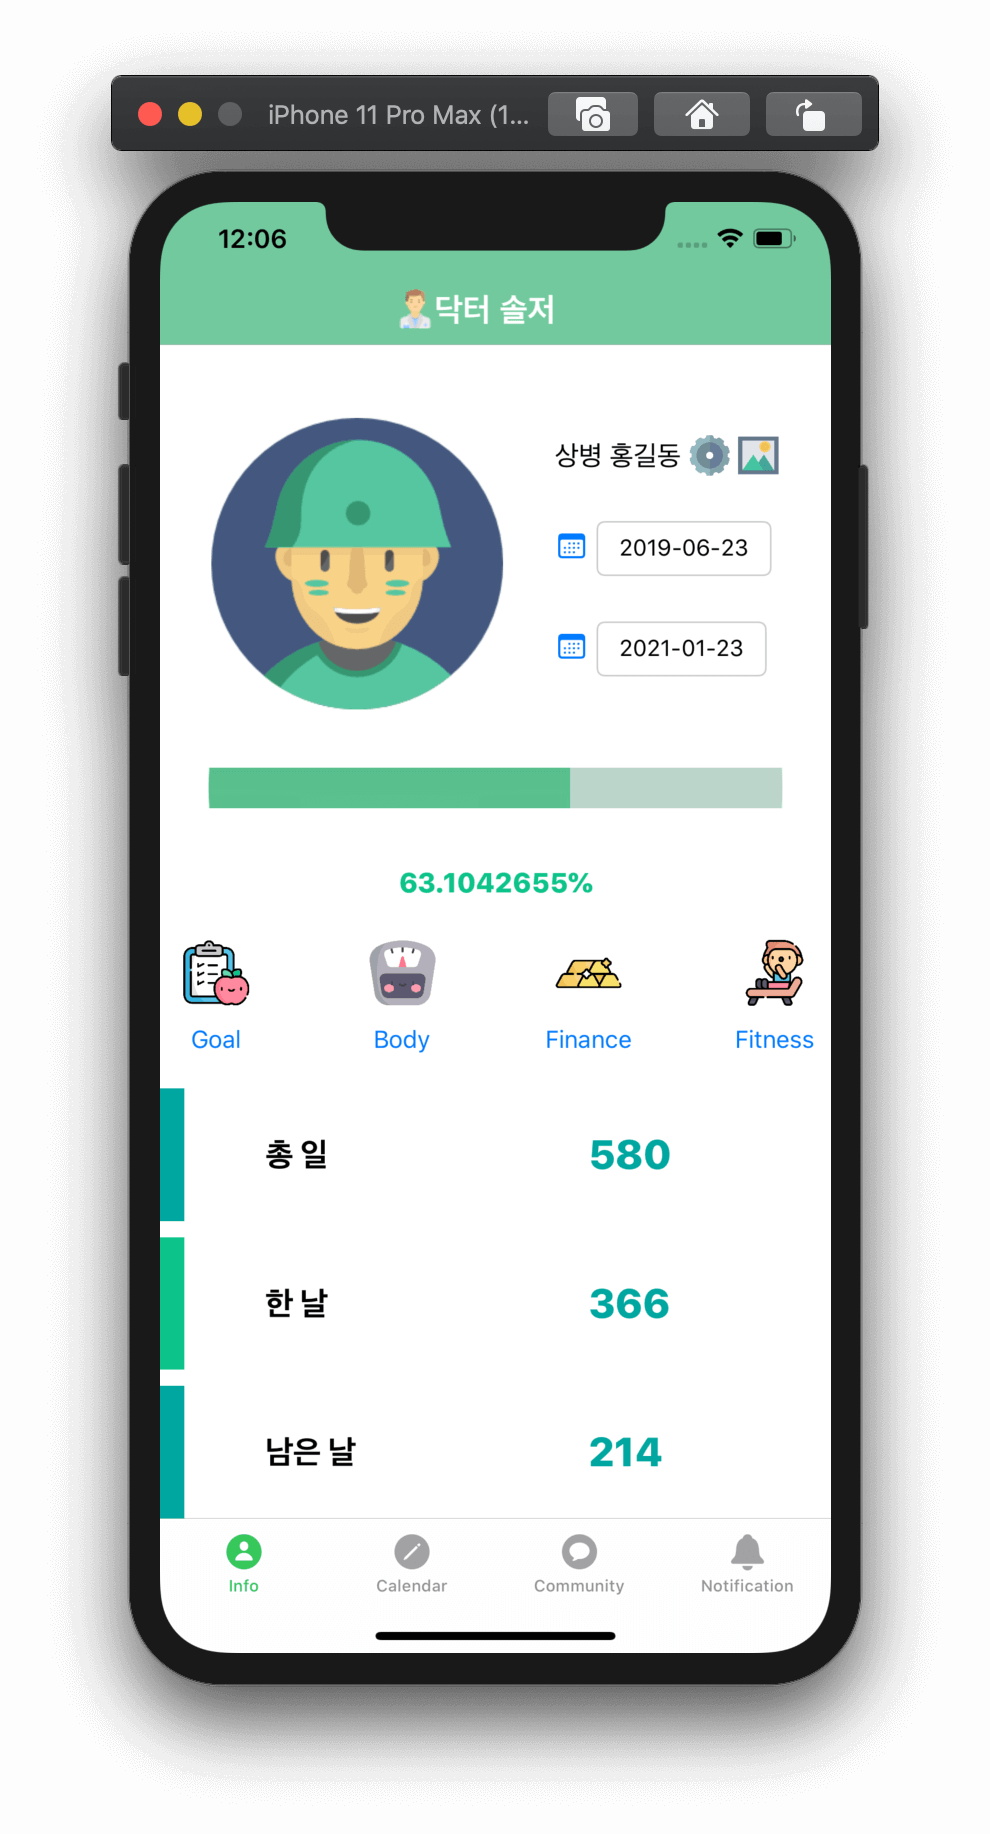 iPhone 11 Pro Max (1...
12:06
닥터 솔저
상병 홍길동
2019-06-23
2021-01-23
63.1042655%
Goal Body Finance Fitness
총 일 580
한 날 366
남은 날 214
Info Calendar Community Notification